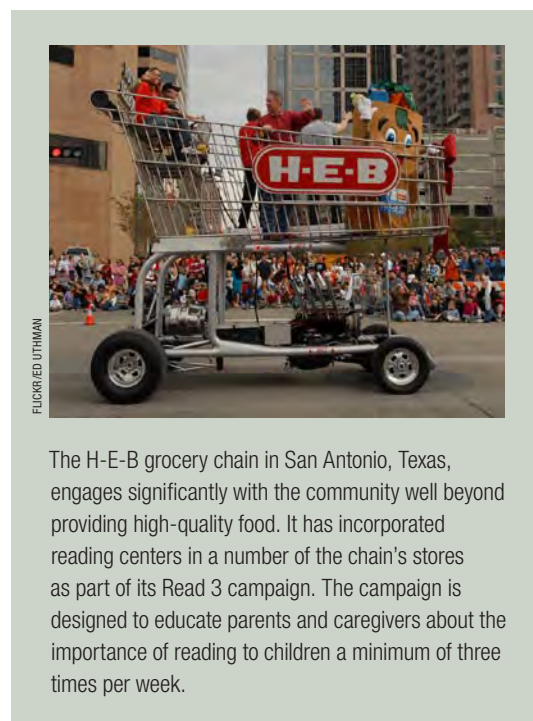 H-E-B
FLICKR/ED UTHMAN
The H-E-B grocery chain in San Antonio, Texas,
engages significantly with the community well beyond
providing high-quality food. It has incorporated
reading centers in a number of the chain's stores
as part of its Read 3 campaign. The campaign is
designed to educate parents and caregivers about the
importance of reading to children a minimum of three
times per week.